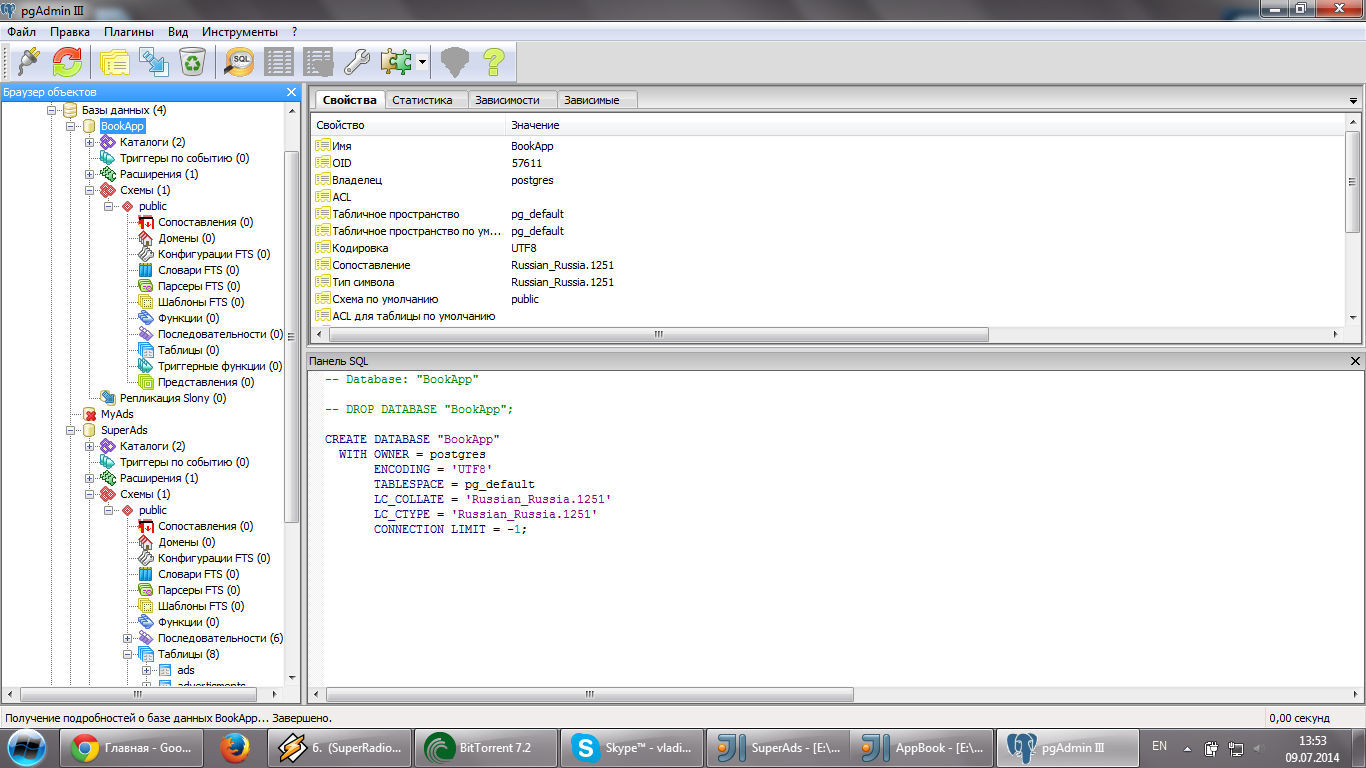 pgAdmin III
Файл Правка Плагины Вид Инструменты ?
SQL
Браузер объектов
Базы данных (4)
BookApp
Каталоги (2)
Триггеры по событию (0)
Расширения (1)
Схемы (1)
public
Сопоставления (0)
Домены (0)
Конфигурации FTS (0)
Словари FTS (0)
Парсеры FTS (0)
Шаблоны FTS (0)
Функции (0)
Последовательности (0)
Таблицы (0)
Триггерные функции (0)
Представления (0)
Репликация Slony (0)
MyAds
SuperAds
Каталоги (2)
Триггеры по событию (0)
Расширения (1)
Схемы (1)
public
Сопоставления (0)
Домены (0)
Конфигурации FTS (0)
Словари FTS (0)
Парсеры FTS (0)
Шаблоны FTS (0)
Функции (0)
Последовательности (6)
Таблицы (8)
ads
Свойства Статистика Зависимости Зависимые
Свойство Значение
Имя BookApp
OID 57611
Владелец postgres
ACL
Табличное пространство pg_default
Табличное пространство по ум... pg_default
Кодировка UTF8
Сопоставление Russian_Russia.1251
Тип символа Russian_Russia.1251
Схема по умолчанию public
ACL для таблицы по умолчанию
Панель SQL
-- Database: "BookApp"
-- DROP DATABASE "BookApp";
CREATE DATABASE "BookApp"
WITH OWNER = postgres
ENCODING = 'UTF8'
TABLESPACE = pg_default
LC_COLLATE = 'Russian_Russia.1251'
LC_CTYPE = 'Russian_Russia.1251'
CONNECTION LIMIT = -1;
Получение подробностей о базе данных BookApp... Завершено. 0,00 секунд
Главная - Goo... 6. (SuperRadio... BitTorrent 7.2 Skype™ - vladi... SuperAds - [E:\... AppBook - [E:\... pgAdmin III EN 13:53
09.07.2014